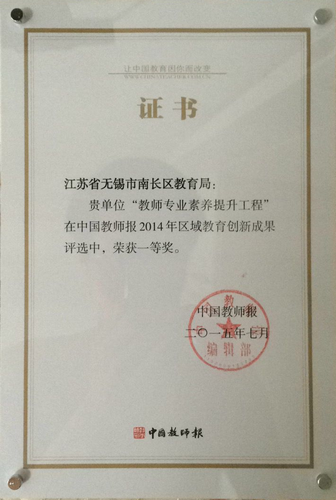 让中国教育因你而改变
证书
江苏省无锡市南长区教育局：
贵单位“教师专业素养提升工程”
在中国教师报2014年区域教育创新成果
评选中，荣获一等奖。
中国教师报
二〇一五年七月
编辑部
中国教师报